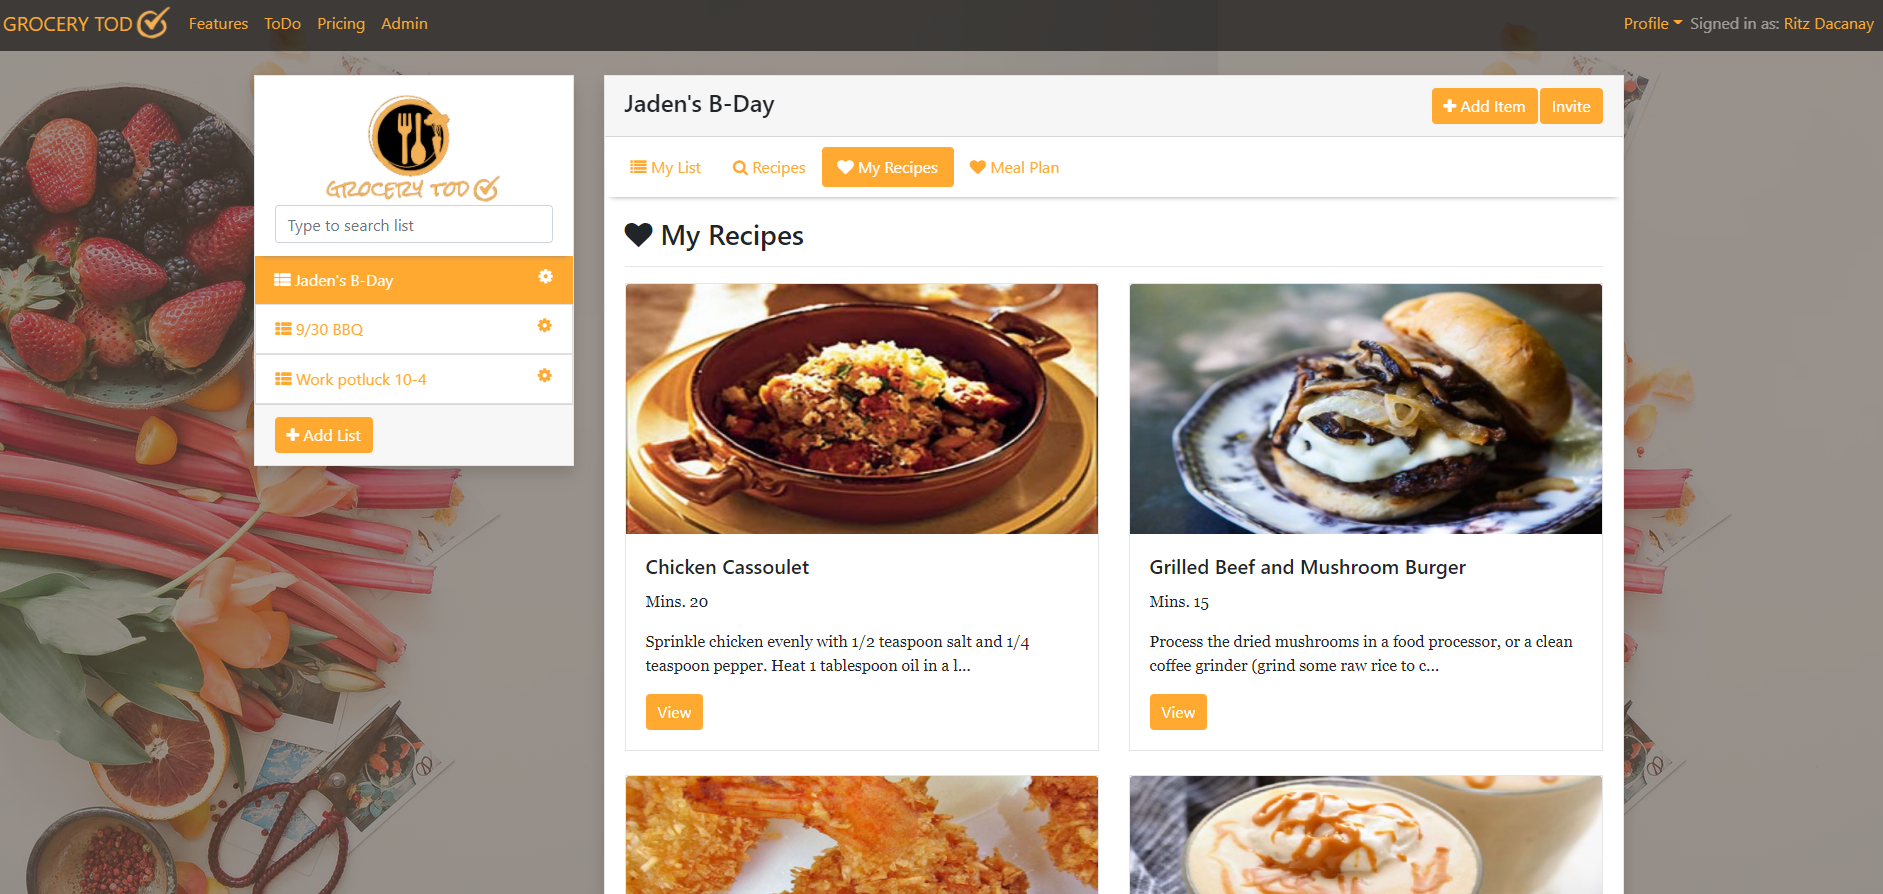 GROCERY TOD
Features ToDo Pricing Admin
Profile Signed in as: Ritz Dacanay
GROCERY TOD
Type to search list
Jaden's B-Day
9/30 BBQ
Work potluck 10-4
Add List
Jaden's B-Day
Add Item Invite
My List Recipes My Recipes Meal Plan
My Recipes
Chicken Cassoulet
Mins. 20
Sprinkle chicken evenly with 1/2 teaspoon salt and 1/4
teaspoon pepper. Heat 1 tablespoon oil in a l...
View
Grilled Beef and Mushroom Burger
Mins. 15
Process the dried mushrooms in a food processor, or a clean
coffee grinder (grind some raw rice to c...
View